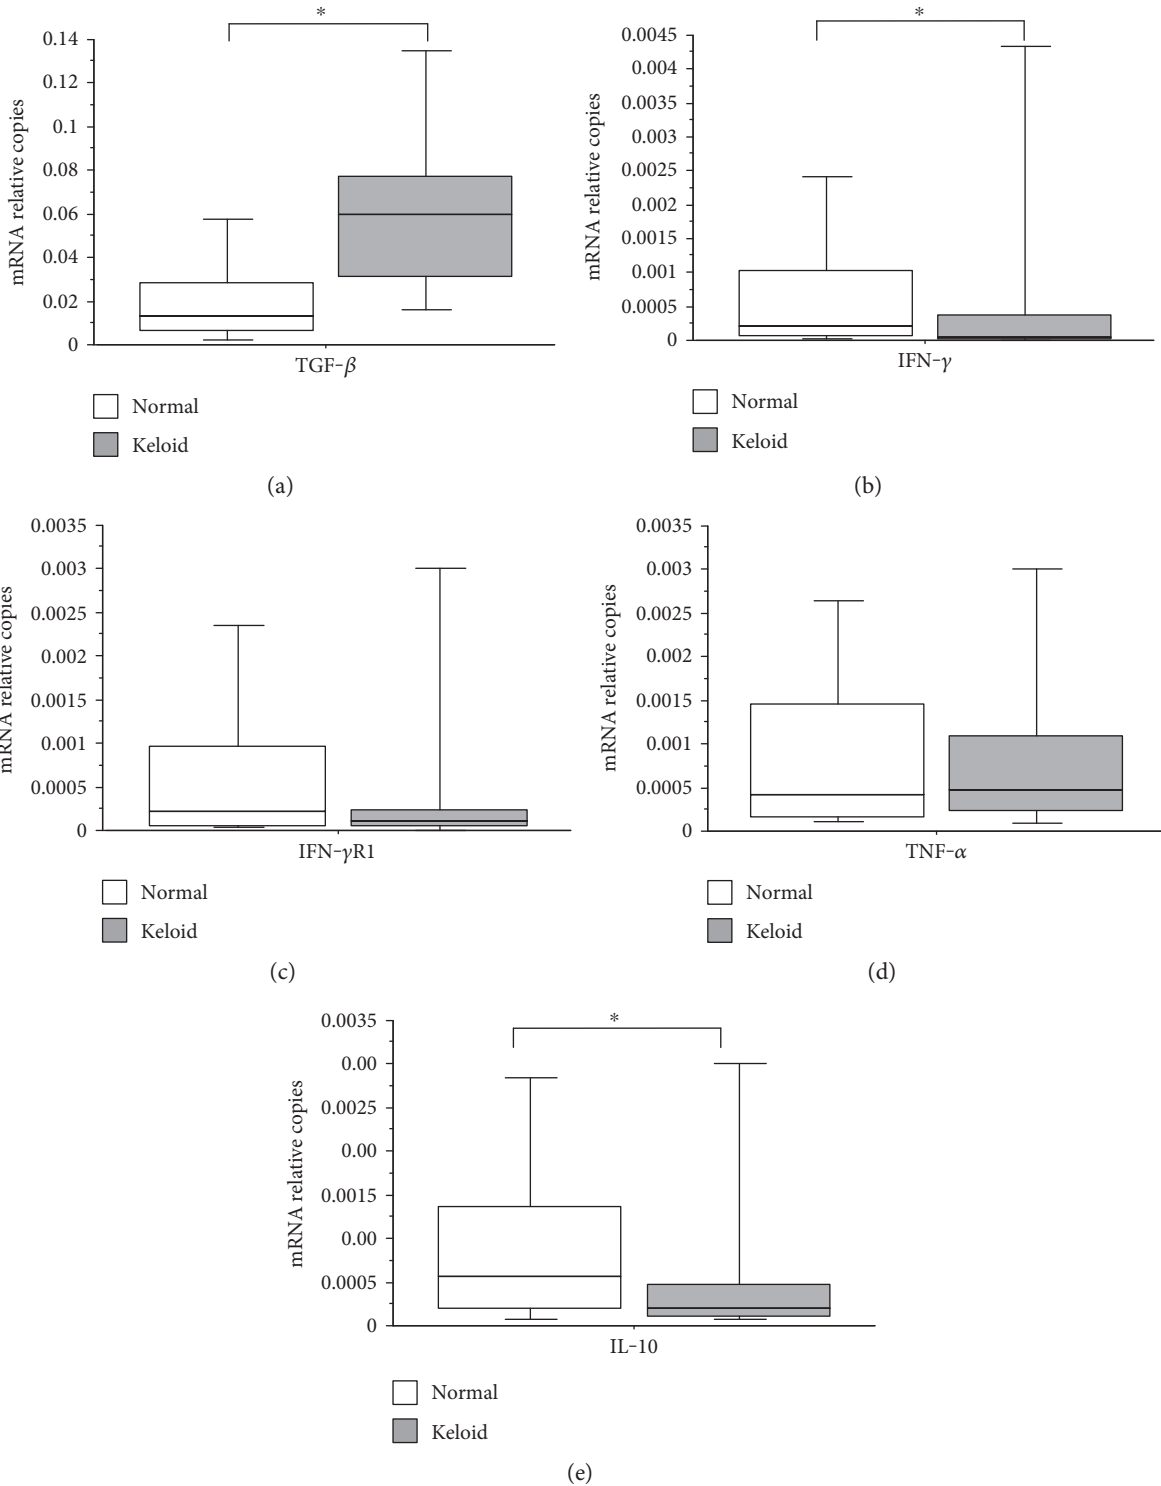 *
0.14
0.12
0.1
0.08
0.06
0.04
0.02
0
mRNA relative copies
TGF-β
Normal
Keloid
(a)
*
0.0045
0.004
0.0035
0.003
0.0025
0.002
0.0015
0.001
0.0005
0
mRNA relative copies
IFN-γ
Normal
Keloid
(b)
0.0035
0.003
0.0025
0.002
0.0015
0.001
0.0005
0
mRNA relative copies
IFN-γR1
Normal
Keloid
(c)
0.0035
0.003
0.0025
0.002
0.0015
0.001
0.0005
0
mRNA relative copies
TNF-α
Normal
Keloid
(d)
*
0.0035
0.00
0.0025
0.00
0.0015
0.00
0.0005
0
mRNA relative copies
IL-10
Normal
Keloid
(e)